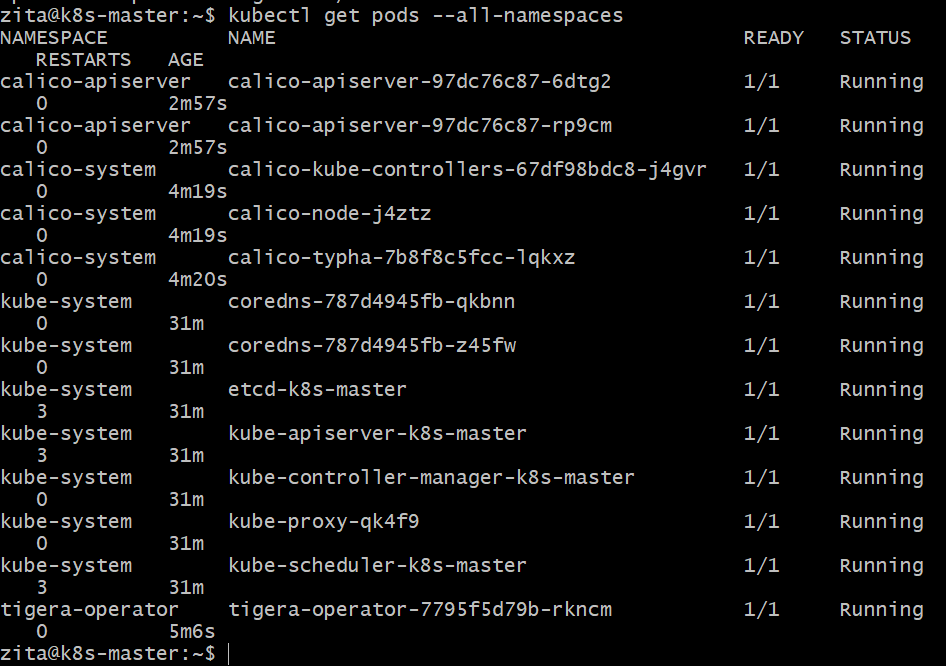 zita@k8s-master:~$ kubectl get pods --all-namespaces
NAMESPACE          NAME                                       READY   STATUS
   RESTARTS   AGE
calico-apiserver   calico-apiserver-97dc76c87-6dtg2           1/1     Running
   0          2m57s
calico-apiserver   calico-apiserver-97dc76c87-rp9cm           1/1     Running
   0          2m57s
calico-system      calico-kube-controllers-67df98bdc8-j4gvr   1/1     Running
   0          4m19s
calico-system      calico-node-j4ztz                          1/1     Running
   0          4m19s
calico-system      calico-typha-7b8f8c5fcc-lqkxz              1/1     Running
   0          4m20s
kube-system        coredns-787d4945fb-qkbnn                   1/1     Running
   0          31m
kube-system        coredns-787d4945fb-z45fw                   1/1     Running
   0          31m
kube-system        etcd-k8s-master                            1/1     Running
   3          31m
kube-system        kube-apiserver-k8s-master                  1/1     Running
   3          31m
kube-system        kube-controller-manager-k8s-master         1/1     Running
   0          31m
kube-system        kube-proxy-qk4f9                           1/1     Running
   0          31m
kube-system        kube-scheduler-k8s-master                  1/1     Running
   3          31m
tigera-operator    tigera-operator-7795f5d79b-rkncm           1/1     Running
   0          5m6s
zita@k8s-master:~$